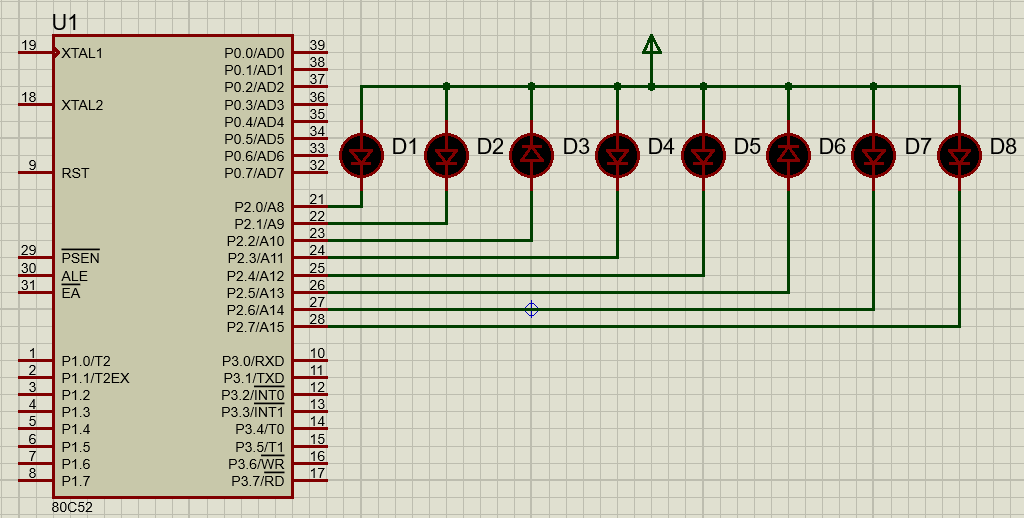 U1
19 XTAL1 P0.0/AD0 39
P0.1/AD1 38
P0.2/AD2 37
18 XTAL2 P0.3/AD3 36
P0.4/AD4 35
P0.5/AD5 34
P0.6/AD6 33
9 RST P0.7/AD7 32
D1 D2 D3 D4 D5 D6 D7 D8
P2.0/A8 21
P2.1/A9 22
P2.2/A10 23
29 PSEN P2.3/A11 24
30 ALE P2.4/A12 25
31 EA P2.5/A13 26
P2.6/A14 27
P2.7/A15 28
1 P1.0/T2 P3.0/RXD 10
2 P1.1/T2EX P3.1/TXD 11
3 P1.2 P3.2/INT0 12
4 P1.3 P3.3/INT1 13
5 P1.4 P3.4/T0 14
6 P1.5 P3.5/T1 15
7 P1.6 P3.6/WR 16
8 P1.7 P3.7/RD 17
80C52